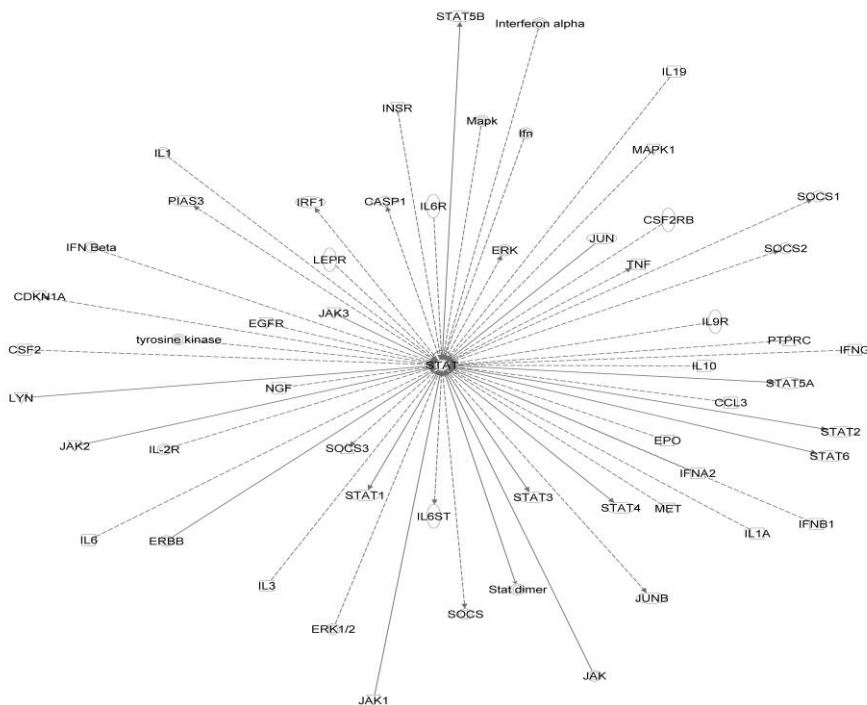 STAT5B
Interferon alpha
IL19
INSR
Mapk
Ifn
MAPK1
IL1
PIAS3
IRF1
CASP1
IL6R
CSF2RB
SOCS1
IFN Beta
LEPR
ERK
JUN
TNF
SOCS2
CDKN1A
EGFR
JAK3
IL9R
tyrosine kinase
PTPRC
CSF2
IFNG
STAT
IL10
NGF
STAT5A
LYN
CCL3
JAK2
IL-2R
SOCS3
EPO
STAT2
STAT6
IFNA2
STAT1
STAT3
IL6ST
STAT4
MET
IL6
ERBB
IL1A
IFNB1
IL3
Stat dimer
JUNB
ERK1/2
SOCS
JAK
JAK1